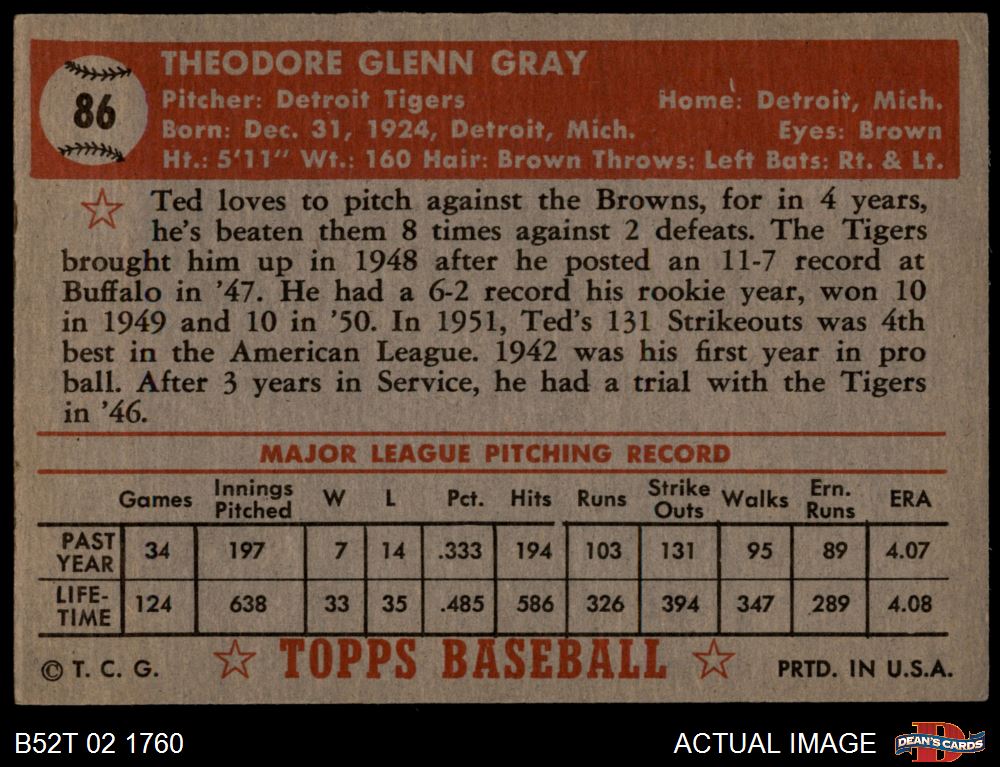 86
THEODORE GLENN GRAY
Pitcher: Detroit Tigers Home: Detroit, Mich.
Born: Dec. 31, 1924, Detroit, Mich. Eyes: Brown
Ht.: 5'11" Wt.: 160 Hair: Brown Throws: Left Bats: Rt. & Lt.
Ted loves to pitch against the Browns, for in 4 years,
he's beaten them 8 times against 2 defeats. The Tigers
brought him up in 1948 after he posted an 11-7 record at
Buffalo in '47. He had a 6-2 record his rookie year, won 10
in 1949 and 10 in '50. In 1951, Ted's 131 Strikeouts was 4th
best in the American League. 1942 was his first year in pro
ball. After 3 years in Service, he had a trial with the Tigers
in '46.
MAJOR LEAGUE PITCHING RECORD
Games Innings Pitched W L Pct. Hits Runs Strike Outs Walks Ern. Runs ERA
PAST YEAR 34 197 7 14 .333 194 103 131 95 89 4.07
LIFE-TIME 124 638 33 35 .485 586 326 394 347 289 4.08
© T. C. G. TOPPS BASEBALL PRTD. IN U.S.A.
B52T 02 1760 ACTUAL IMAGE DEAN'S CARDS